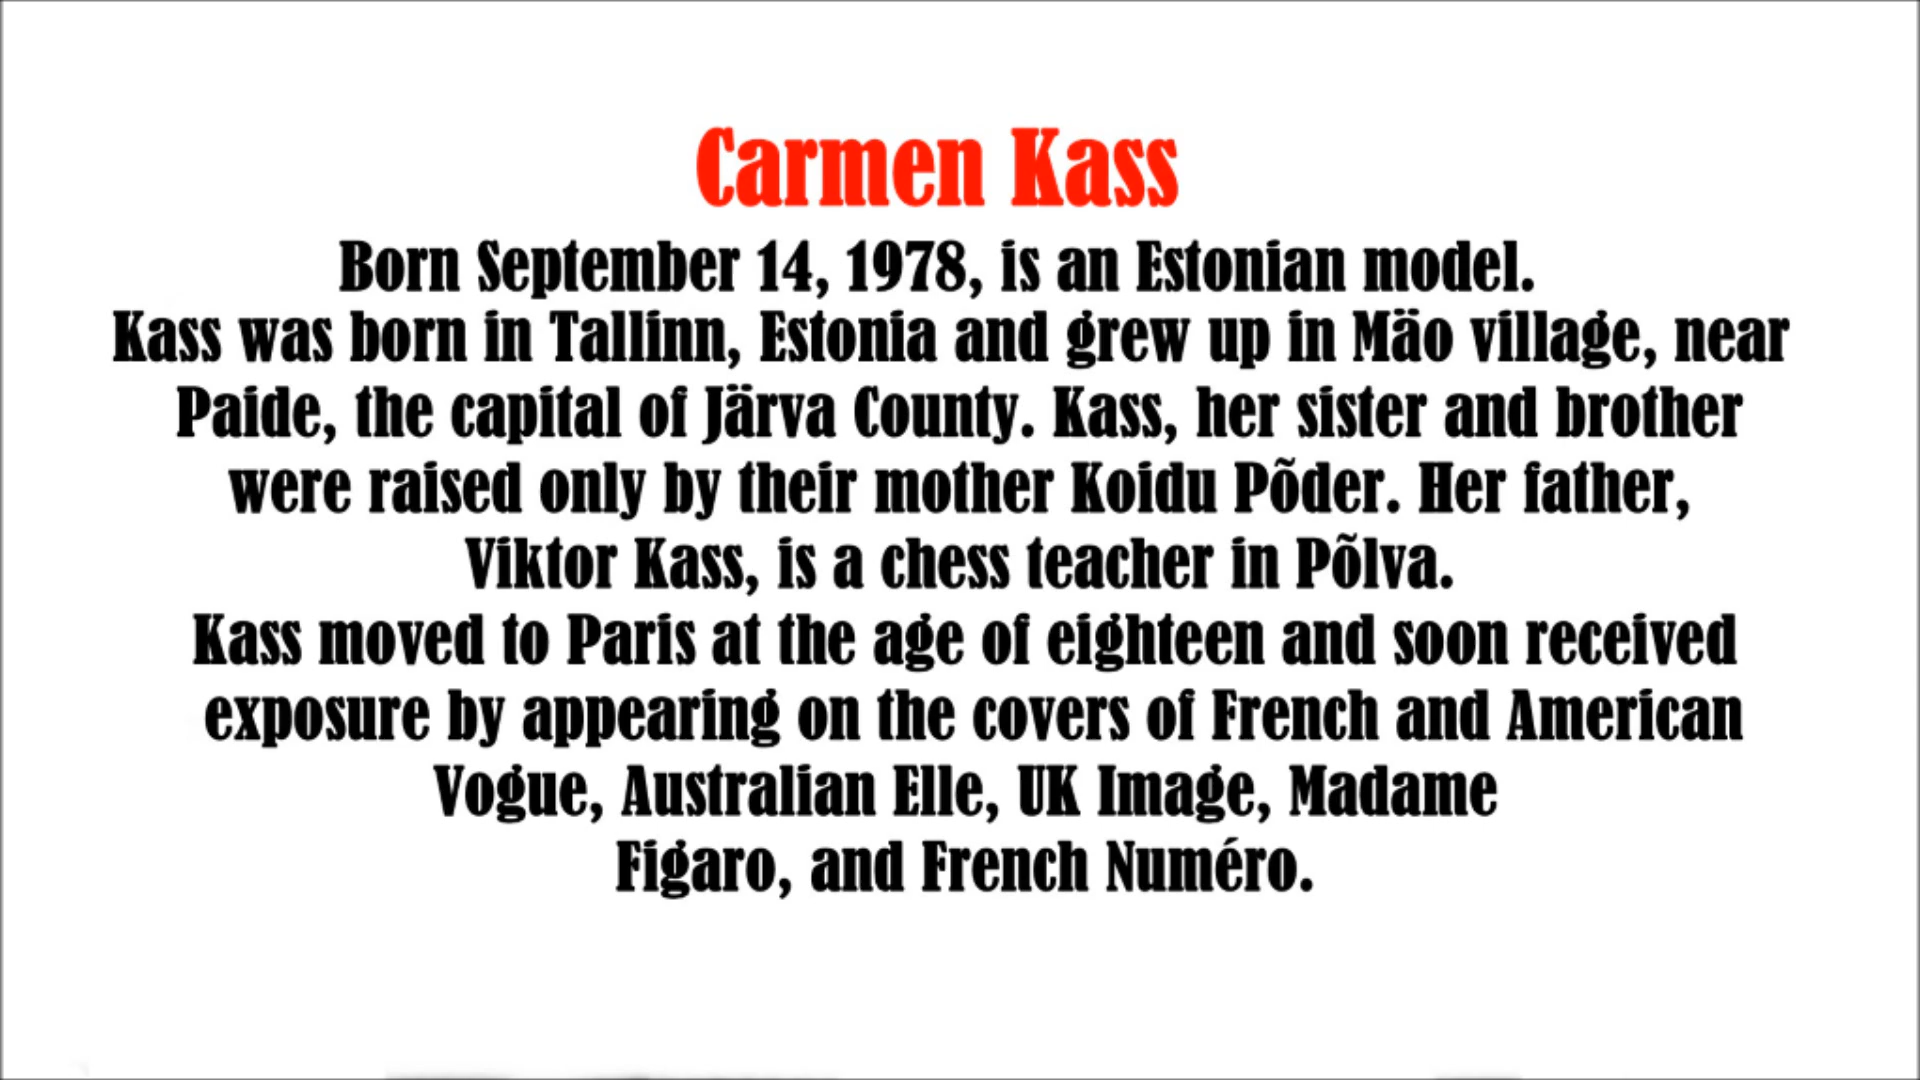 Carmen Kass
Born September 14, 1978, is an Estonian model.
Kass was born in Tallinn, Estonia and grew up in Mäo village, near
Paide, the capital of Järva County. Kass, her sister and brother
were raised only by their mother Koidu Põder. Her father,
Viktor Kass, is a chess teacher in Põlva.
Kass moved to Paris at the age of eighteen and soon received
exposure by appearing on the covers of French and American
Vogue, Australian Elle, UK Image, Madame
Figaro, and French Numéro.